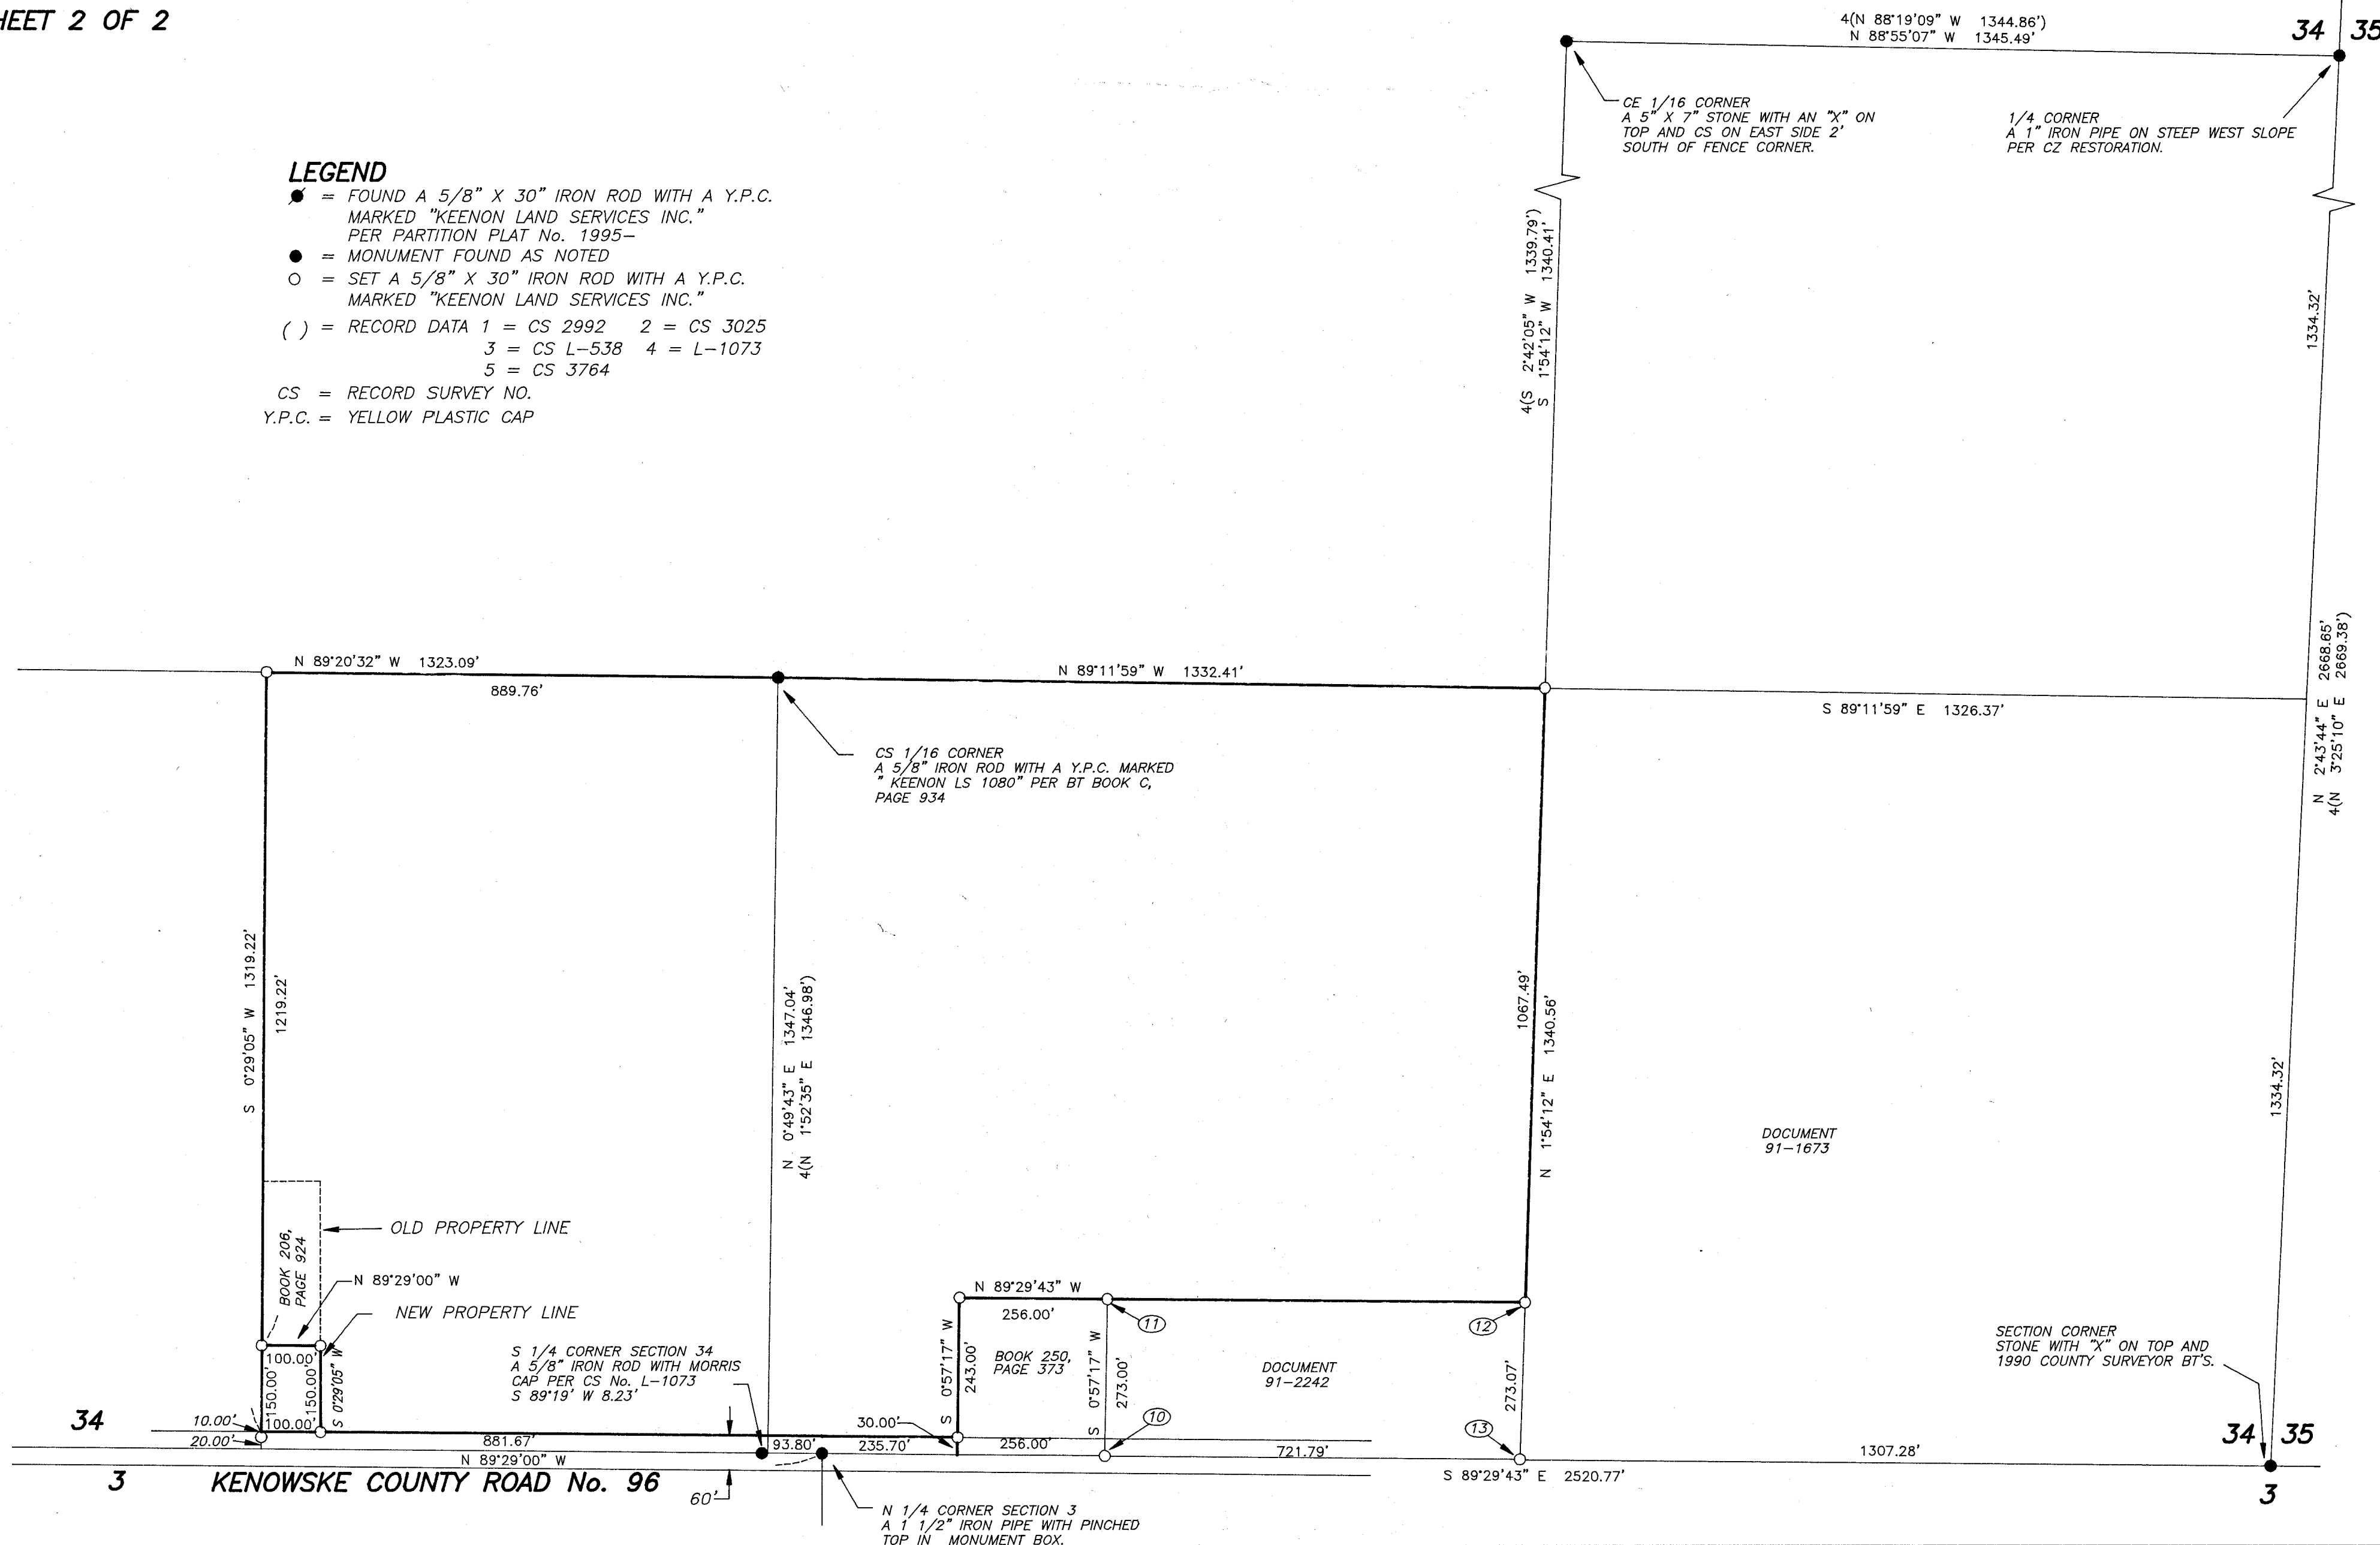 HEET 2 OF 2
4(N 88°19'09" W 1344.86')
N 88°55'07" W 1345.49'
34 35
CE 1/16 CORNER
A 5" X 7" STONE WITH AN "X" ON
TOP AND CS ON EAST SIDE 2'
SOUTH OF FENCE CORNER.
1/4 CORNER
A 1" IRON PIPE ON STEEP WEST SLOPE
PER CZ RESTORATION.
LEGEND
= FOUND A 5/8" X 30" IRON ROD WITH A Y.P.C.
MARKED "KEENON LAND SERVICES INC."
PER PARTITION PLAT No. 1995-
= MONUMENT FOUND AS NOTED
= SET A 5/8" X 30" IRON ROD WITH A Y.P.C.
MARKED "KEENON LAND SERVICES INC."
( ) = RECORD DATA 1 = CS 2992 2 = CS 3025
3 = CS L-538 4 = L-1073
5 = CS 3764
CS = RECORD SURVEY NO.
Y.P.C. = YELLOW PLASTIC CAP
4(S 2°42'05" W 1339.79')
S 1°54'12" W 1340.41'
1334.32'
N 2°43'44" E 2668.65'
4(N 3°25'10" E 2669.38')
N 89°20'32" W 1323.09'
889.76'
N 89°11'59" W 1332.41'
S 89°11'59" E 1326.37'
CS 1/16 CORNER
A 5/8" IRON ROD WITH A Y.P.C. MARKED
" KEENON LS 1080" PER BT BOOK C,
PAGE 934
S 0°29'05" W 1319.22'
1219.22'
N 0°49'43" E 1347.04'
4(N 1°52'35" E 1346.98')
1067.49'
N 1°54'12" E 1340.56'
1334.32'
DOCUMENT
91-1673
OLD PROPERTY LINE
BOOK 206,
PAGE 924
N 89°29'00" W
NEW PROPERTY LINE
100.00'
150.00'
150.00'
S 0°29'05" W
100.00'
10.00'
20.00'
S 1/4 CORNER SECTION 34
A 5/8" IRON ROD WITH MORRIS
CAP PER CS No. L-1073
S 89°19' W 8.23'
N 89°29'43" W
256.00'
11
12
S 0°57'17" W
243.00'
BOOK 250,
PAGE 373
S 0°57'17" W
273.00'
DOCUMENT
91-2242
273.07'
SECTION CORNER
STONE WITH "X" ON TOP AND
1990 COUNTY SURVEYOR BT'S.
34
30.00'
10
13
34 35
881.67'
93.80'
235.70'
256.00'
721.79'
1307.28'
N 89°29'00" W
S 89°29'43" E 2520.77'
3
KENOWSKE COUNTY ROAD No. 96
60'
3
N 1/4 CORNER SECTION 3
A 1 1/2" IRON PIPE WITH PINCHED
TOP IN MONUMENT BOX.